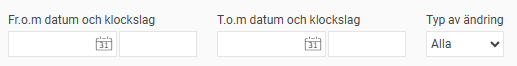 Fr.o.m datum och klockslag T.o.m datum och klockslag Typ av ändring
31 31 Alla